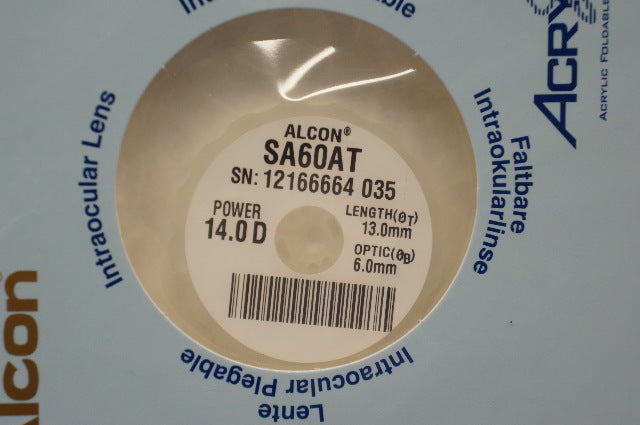 ALCON®
SA60AT
SN: 12166664 035
POWER
14.0 D
LENGTH(ØT)
13.0mm
OPTIC(ØB)
6.0mm
Intraocular Lens
Faltbare
Intraokularlinse
Lente
Intraocular Plegable
Alcon®
ACRYS
ACRYLIC FOLDABLE